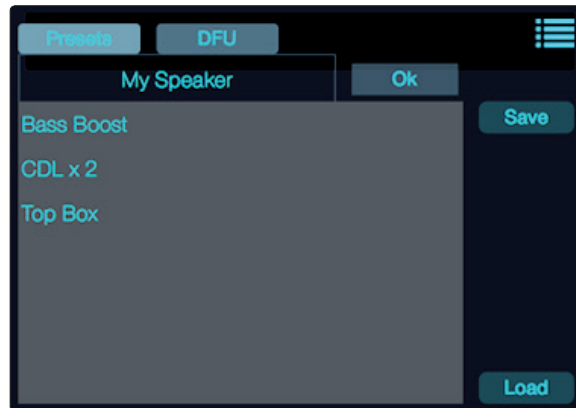 Presets DFU
My Speaker Ok
Bass Boost
Save
CDL x 2
Top Box
Load